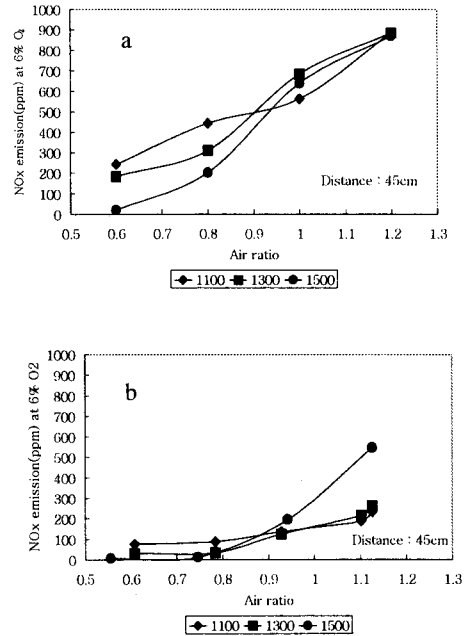 NOx emission(ppm) at 6% O₂
1000
900
800
700
600
500
400
300
200
100
0
a
Distance : 45cm
0.5 0.6 0.7 0.8 0.9 1 1.1 1.2 1.3
Air ratio
1100 1300 1500
NOx emission(ppm) at 6% O2
1000
900
800
700
600
500
400
300
200
100
0
b
Distance : 45cm
0.5 0.6 0.7 0.8 0.9 1 1.1 1.2 1.3
Air ratio
1100 1300 1500